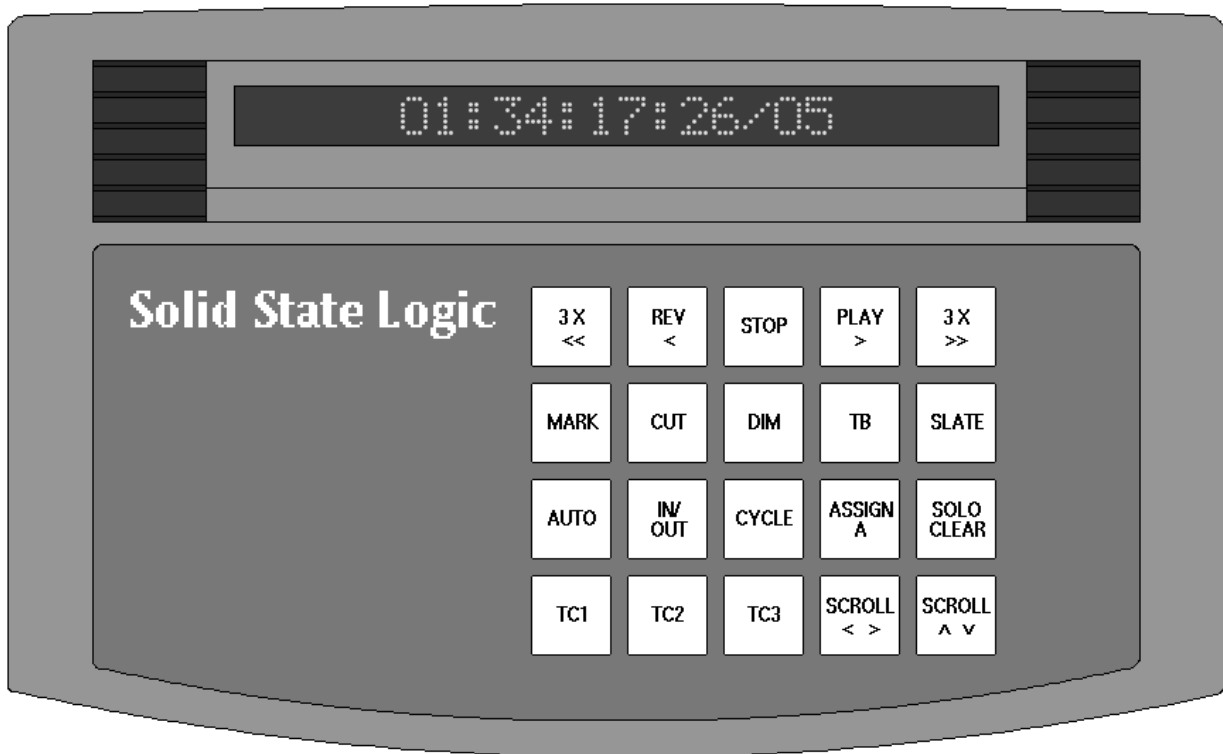 01:34:17:26/05
Solid State Logic
3X
<<
REV
<
STOP
PLAY
>
3X
>>
MARK
CUT
DIM
TB
SLATE
AUTO
IN/
OUT
CYCLE
ASSIGN
A
SOLO
CLEAR
TC1
TC2
TC3
SCROLL
< >
SCROLL
∧ ∨